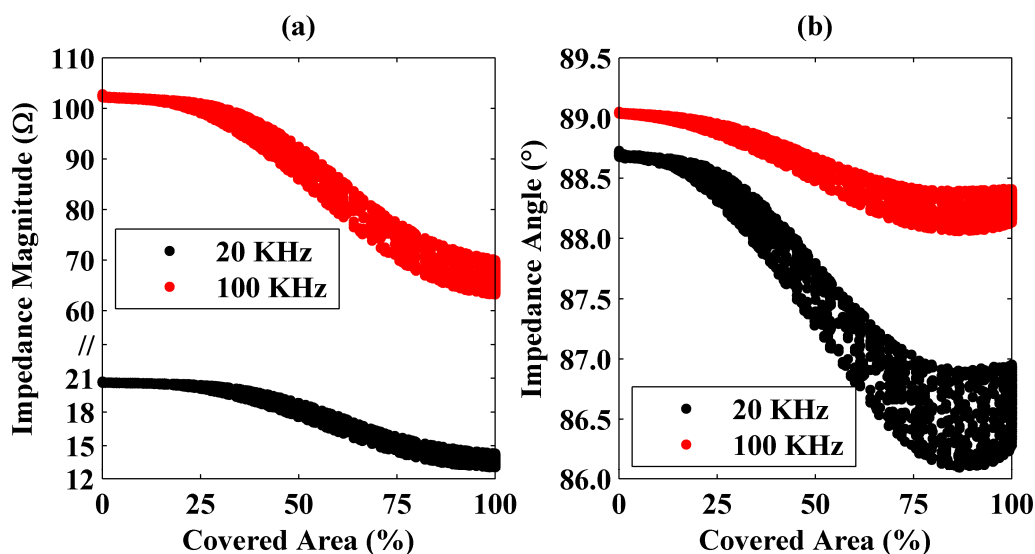 (a)
Impedance Magnitude (Ω)
110
100
90
80
70
60
//
21
18
15
12
20 KHz
100 KHz
0
25
50
75
100
Covered Area (%)
(b)
Impedance Angle (°)
89.5
89.0
88.5
88.0
87.5
87.0
86.5
86.0
20 KHz
100 KHz
0
25
50
75
100
Covered Area (%)